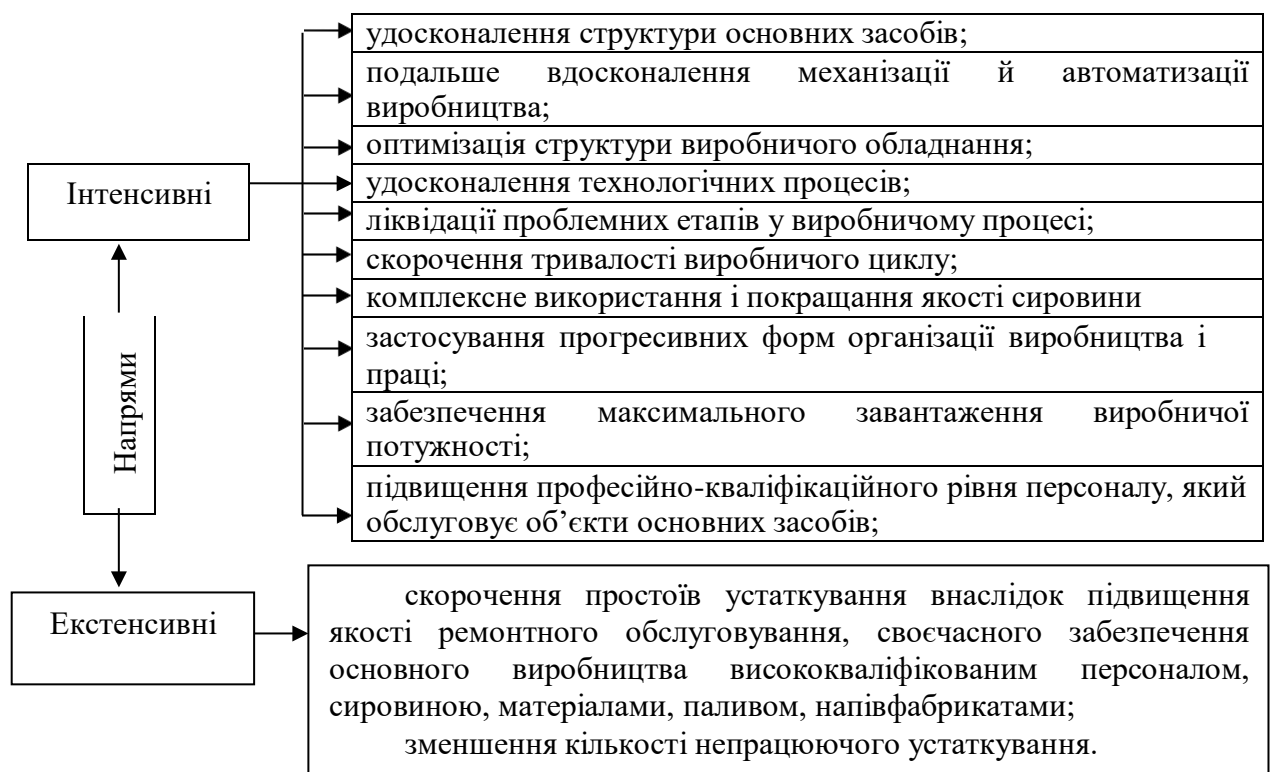 удосконалення структури основних засобів;
подальше вдосконалення механізації й автоматизації
виробництва;
оптимізація структури виробничого обладнання;
удосконалення технологічних процесів;
ліквідації проблемних етапів у виробничому процесі;
скорочення тривалості виробничого циклу;
комплексне використання і покращання якості сировини
застосування прогресивних форм організації виробництва і
праці;
забезпечення максимального завантаження виробничої
потужності;
підвищення професійно-кваліфікаційного рівня персоналу, який
обслуговує об’єкти основних засобів;
Інтенсивні
Напрями
Екстенсивні
скорочення простоїв устаткування внаслідок підвищення
якості ремонтного обслуговування, своєчасного забезпечення
основного виробництва висококваліфікованим персоналом,
сировиною, матеріалами, паливом, напівфабрикатами;
зменшення кількості непрацюючого устаткування.